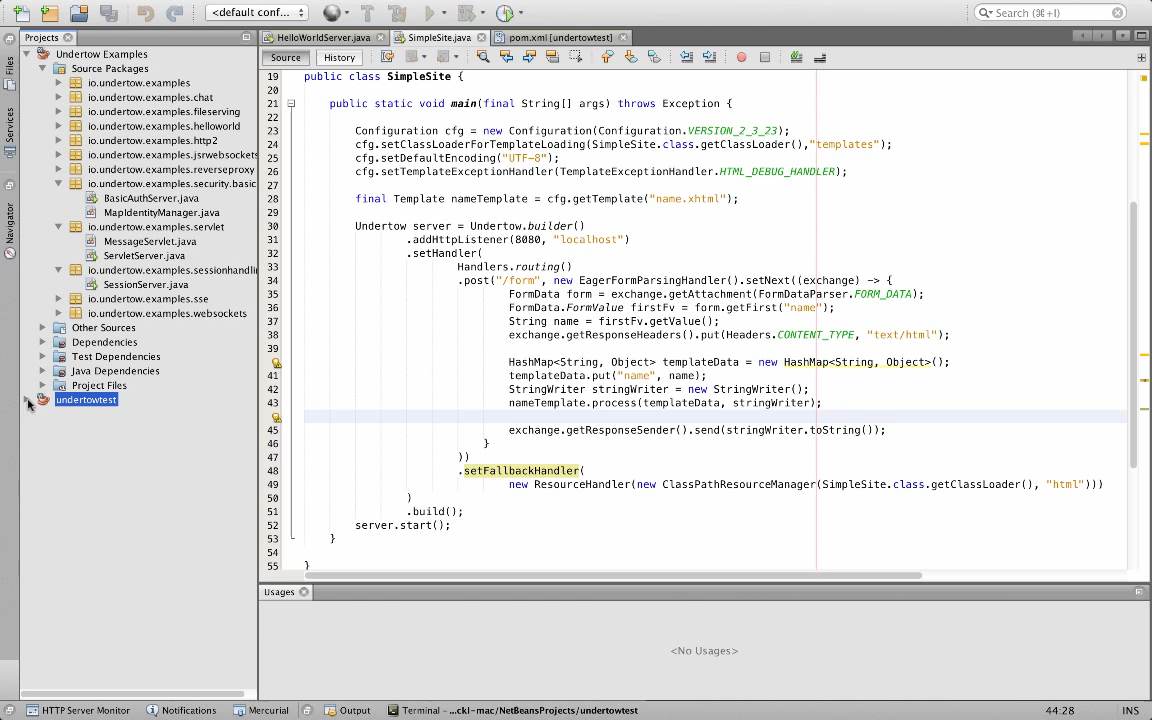 <default conf...
Search (⌘+I)
Projects
HelloWorldServer.java
SimpleSite.java
pom.xml [undertowtest]
Files
Services
Navigator
Undertow Examples
Source Packages
io.undertow.examples
io.undertow.examples.chat
io.undertow.examples.fileserving
io.undertow.examples.helloworld
io.undertow.examples.http2
io.undertow.examples.jsrwebsockets
io.undertow.examples.reverseproxy
io.undertow.examples.security.basic
BasicAuthServer.java
MapIdentityManager.java
io.undertow.examples.servlet
MessageServlet.java
ServletServer.java
io.undertow.examples.sessionhandli
SessionServer.java
io.undertow.examples.sse
io.undertow.examples.websockets
Other Sources
Dependencies
Test Dependencies
Java Dependencies
Project Files
undertowtest
Source History
19 public class SimpleSite {
20
21 public static void main(final String[] args) throws Exception {
22
23 Configuration cfg = new Configuration(Configuration.VERSION_2_3_23);
24 cfg.setClassLoaderForTemplateLoading(SimpleSite.class.getClassLoader(),"templates");
25 cfg.setDefaultEncoding("UTF-8");
26 cfg.setTemplateExceptionHandler(TemplateExceptionHandler.HTML_DEBUG_HANDLER);
27
28 final Template nameTemplate = cfg.getTemplate("name.xhtml");
29
30 Undertow server = Undertow.builder()
31 .addHttpListener(8080, "localhost")
32 .setHandler(
33 Handlers.routing()
34 .post("/form", new EagerFormParsingHandler().setNext((exchange) -> {
35 FormData form = exchange.getAttachment(FormDataParser.FORM_DATA);
36 FormData.FormValue firstFv = form.getFirst("name");
37 String name = firstFv.getValue();
38 exchange.getResponseHeaders().put(Headers.CONTENT_TYPE, "text/html");
39
HashMap<String, Object> templateData = new HashMap<String, Object>();
41 templateData.put("name", name);
42 StringWriter stringWriter = new StringWriter();
43 nameTemplate.process(templateData, stringWriter);
45 exchange.getResponseSender().send(stringWriter.toString());
46 }
47 ))
48 .setFallbackHandler(
49 new ResourceHandler(new ClassPathResourceManager(SimpleSite.class.getClassLoader(), "html")))
50 )
51 .build();
52 server.start();
53 }
54
55 }
Usages
<No Usages>
HTTP Server Monitor
Notifications
Mercurial
Output
Terminal - ...ckl-mac/NetBeansProjects/undertowtest
44:28
INS